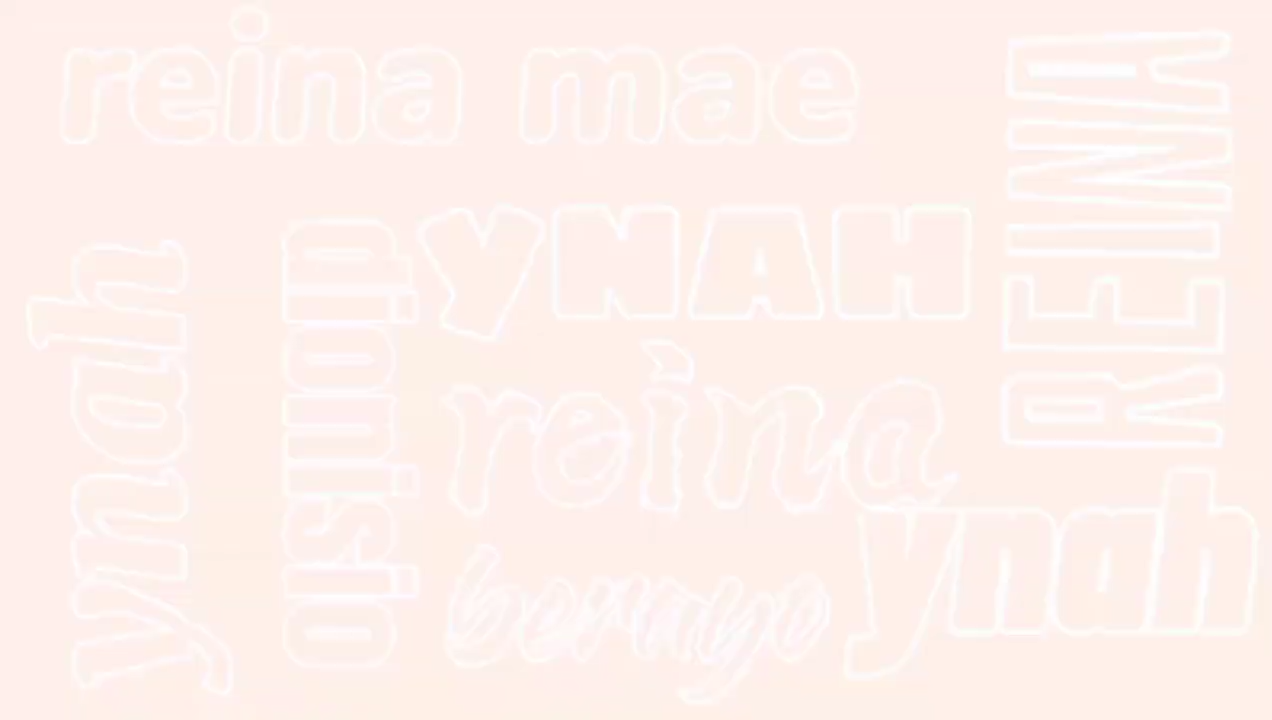 reina mae
REINA
YNAH
ynah
dionisio
reina
ynah